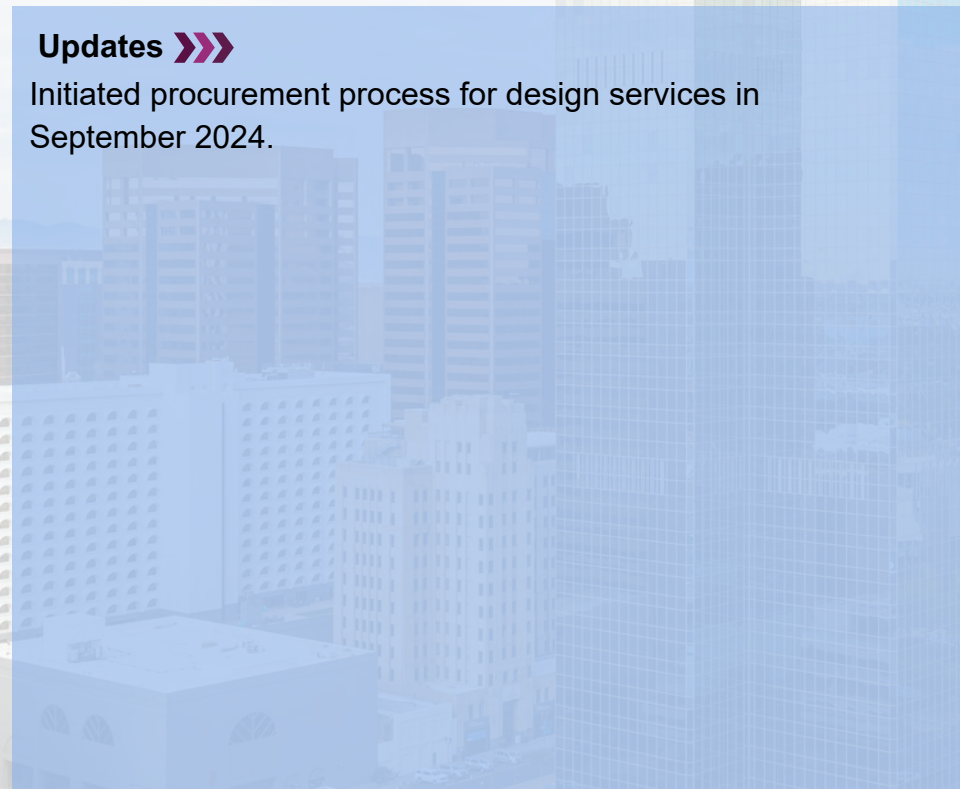 Updates
Initiated procurement process for design services in
September 2024.